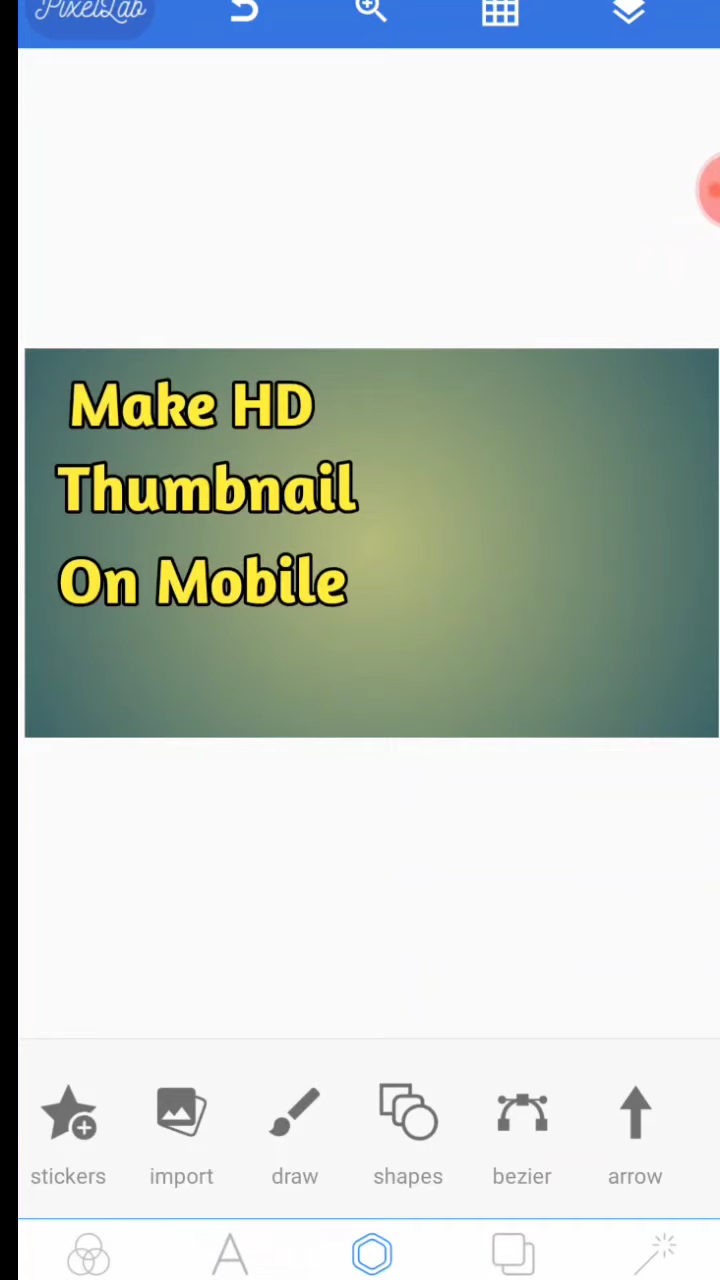 PixelLab
Make HD
Thumbnail
On Mobile
stickers
import
draw
shapes
bezier
arrow